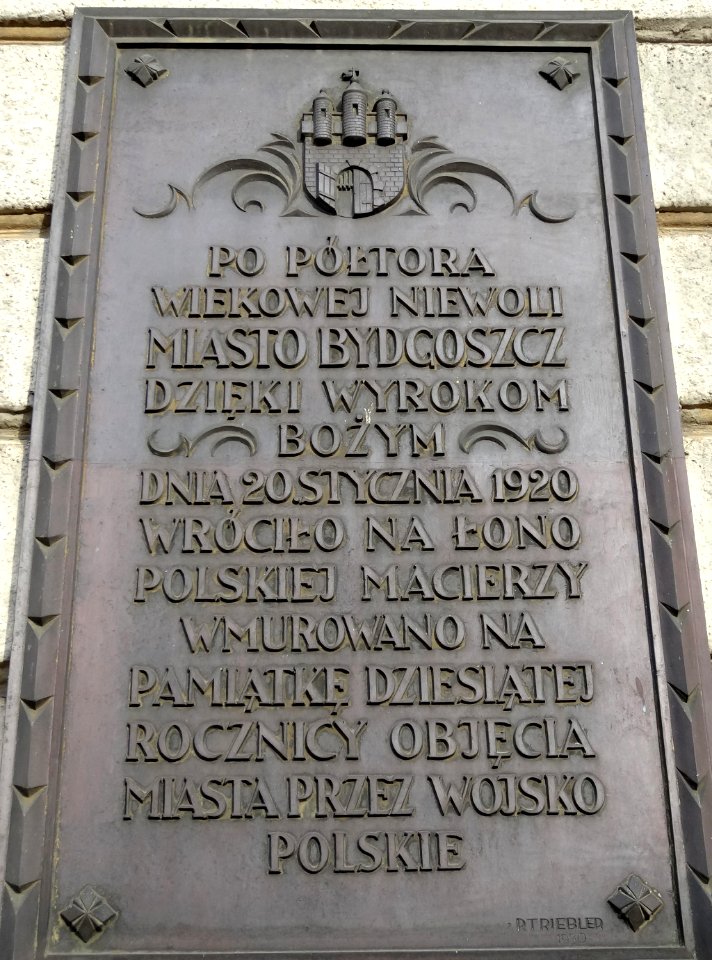 PO PÓŁTORA
WIEKOWEJ NIEWOLI
MIASTO BYDGOSZCZ
DZIĘKI WYROKOM
BOŻYM
DNIA 20.STYCZNIA 1920
WRÓCIŁO NA ŁONO
POLSKIEJ MACIERZY
WMUROWANO NA
PAMIĄTKĘ DZIESIĄTEJ
ROCZNICY OBJĘCIA
MIASTA PRZEZ WOJSKO
POLSKIE
P.TRIEBLER
1930